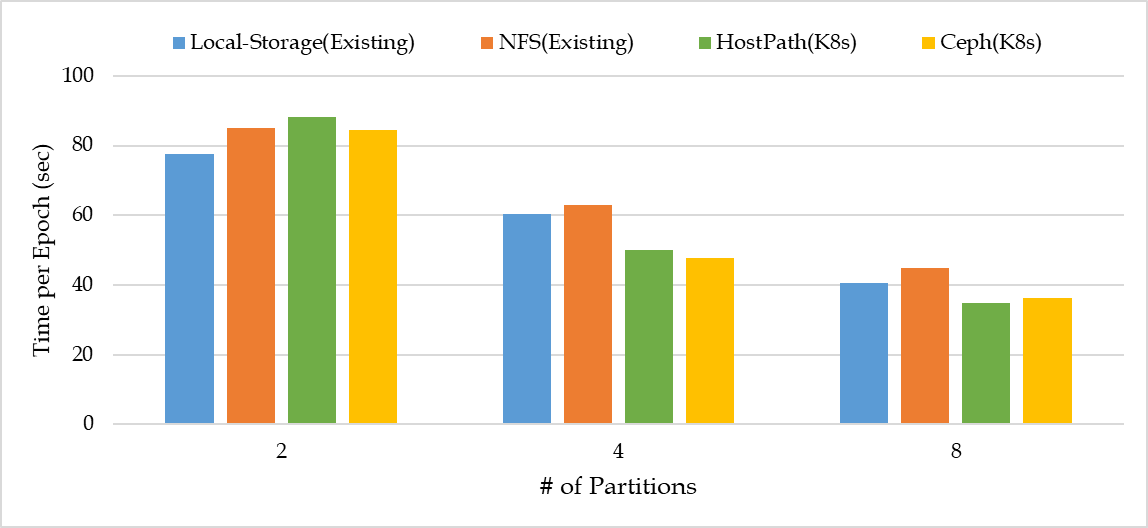 Local-Storage(Existing) NFS(Existing) HostPath(K8s) Ceph(K8s)
100
80
60
40
20
0
Time per Epoch (sec)
2 4 8
# of Partitions